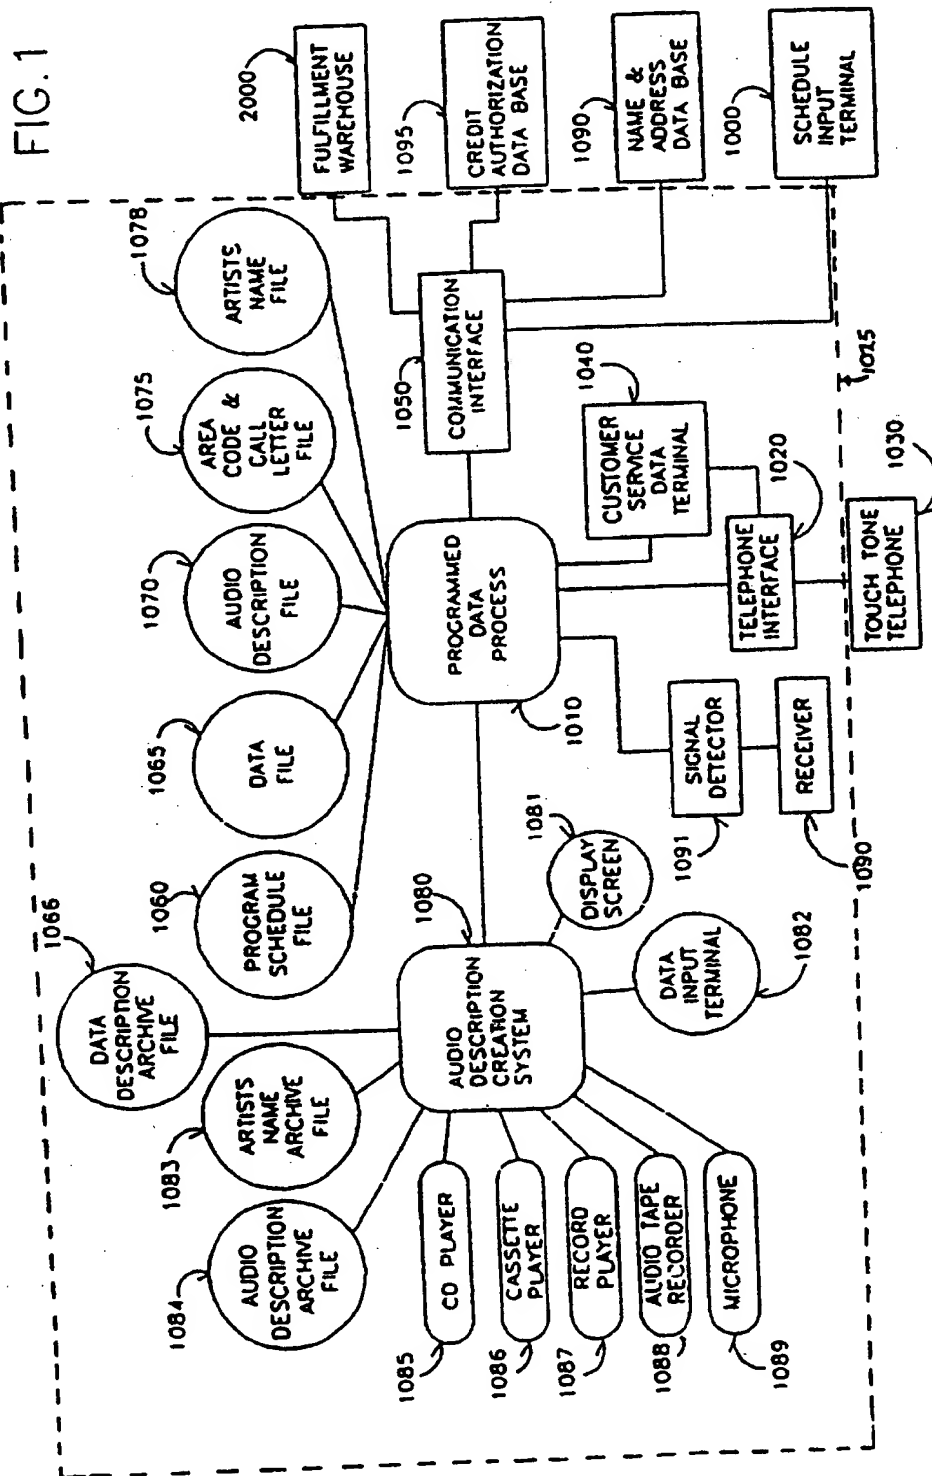 FIG. 1
2000
FULFILLMENT
WAREHOUSE
1095
CREDIT
AUTHORIZATION
DATA BASE
1090
NAME &
ADDRESS
DATA BASE
1000
SCHEDULE
INPUT
TERMINAL
1078
ARTISTS
NAME
FILE
1075
AREA
CODE &
CALL
LETTER
FILE
1070
AUDIO
DESCRIPTION
FILE
1065
DATA
FILE
1060
PROGRAM
SCHEDULE
FILE
1066
DATA
DESCRIPTION
ARCHIVE
FILE
1083
ARTISTS
NAME
ARCHIVE
FILE
1084
AUDIO
DESCRIPTION
ARCHIVE
FILE
1050
COMMUNICATION
INTERFACE
PROGRAMMED
DATA
PROCESS
1010
1040
CUSTOMER
SERVICE
DATA
TERMINAL
1020
TELEPHONE
INTERFACE
1025
1030
TOUCH TONE
TELEPHONE
SIGNAL
DETECTOR
1091
RECEIVER
1090
1080
AUDIO
DESCRIPTION
CREATION
SYSTEM
1081
DISPLAY
SCREEN
DATA
INPUT
TERMINAL
1082
CD PLAYER
1085
CASSETTE
PLAYER
1086
RECORD
PLAYER
1087
AUDIO TAPE
RECORDER
1088
MICROPHONE
1089